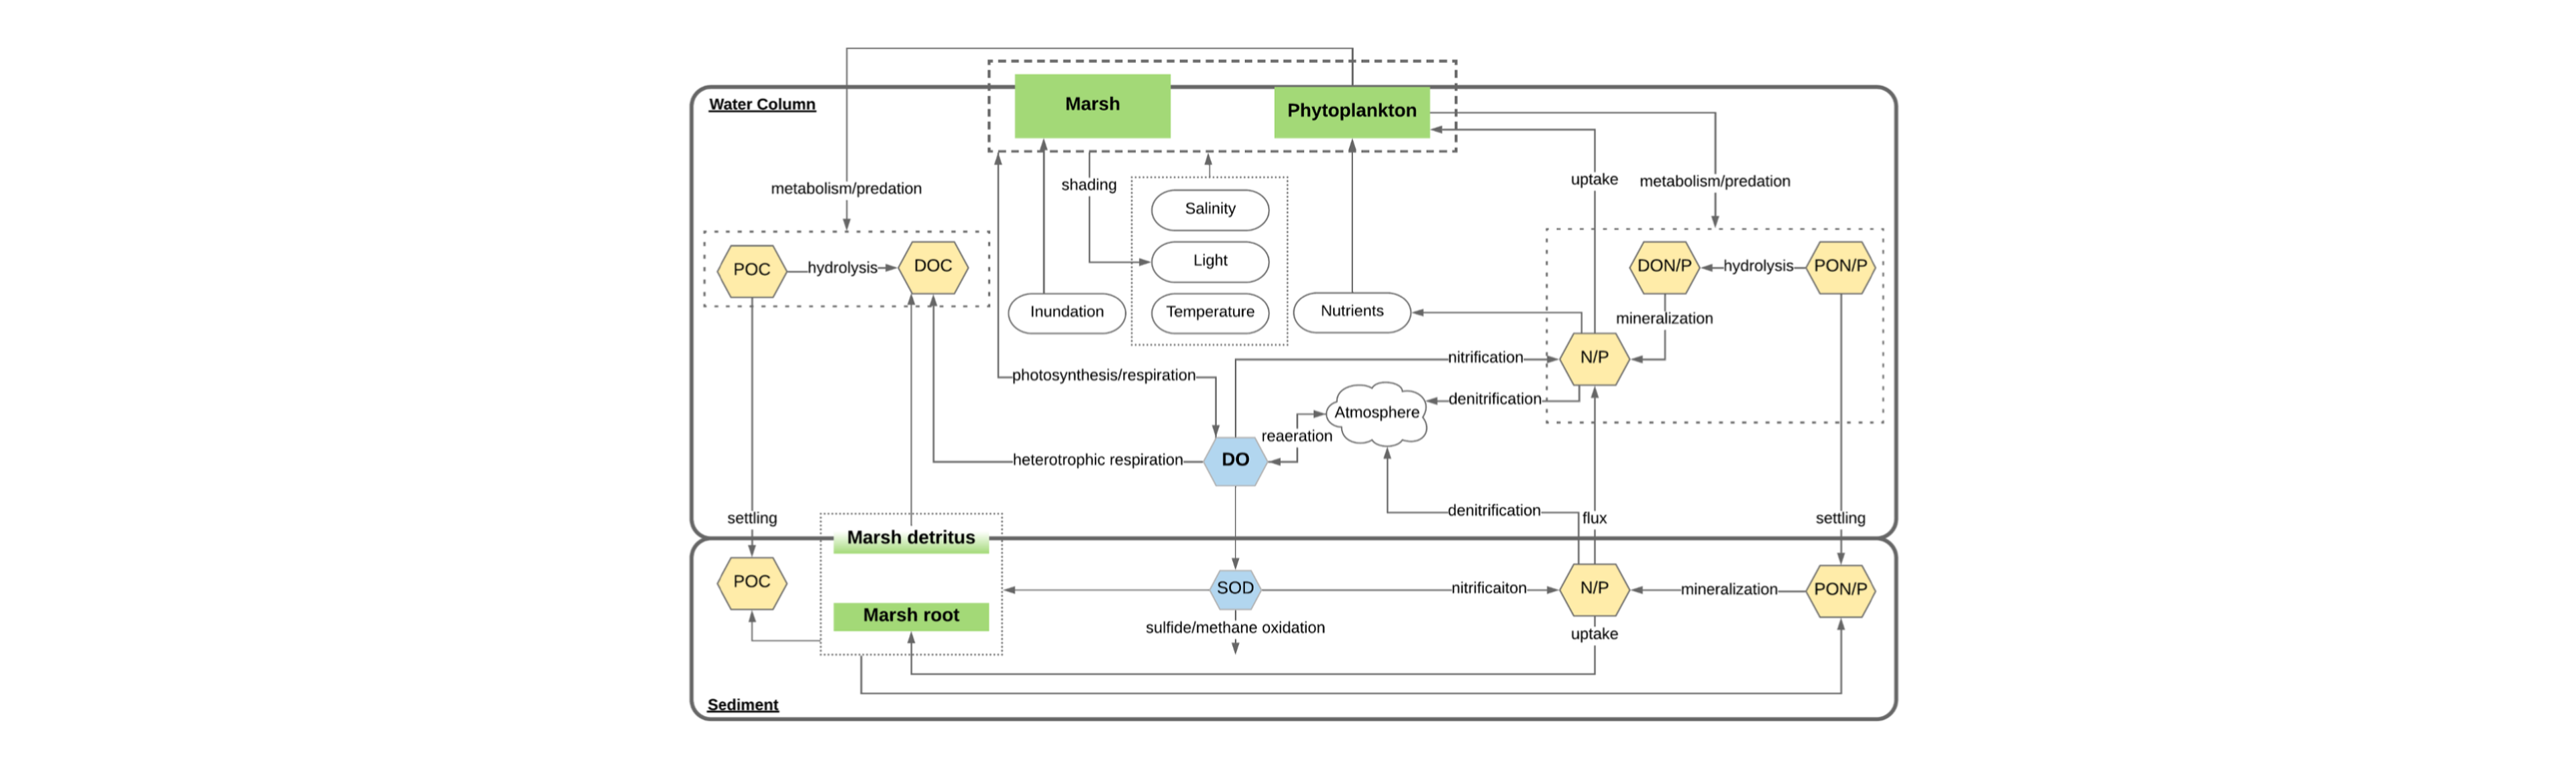 Water Column
Marsh
Phytoplankton
metabolism/predation
shading
uptake
metabolism/predation
Salinity
POC
hydrolysis
DOC
Light
DON/P
hydrolysis
PON/P
Inundation
Temperature
Nutrients
mineralization
nitrification
N/P
photosynthesis/respiration
denitrification
Atmosphere
reaeration
heterotrophic respiration
DO
denitrification
settling
flux
settling
Marsh detritus
POC
SOD
nitrificaiton
N/P
mineralization
PON/P
Marsh root
sulfide/methane oxidation
uptake
Sediment